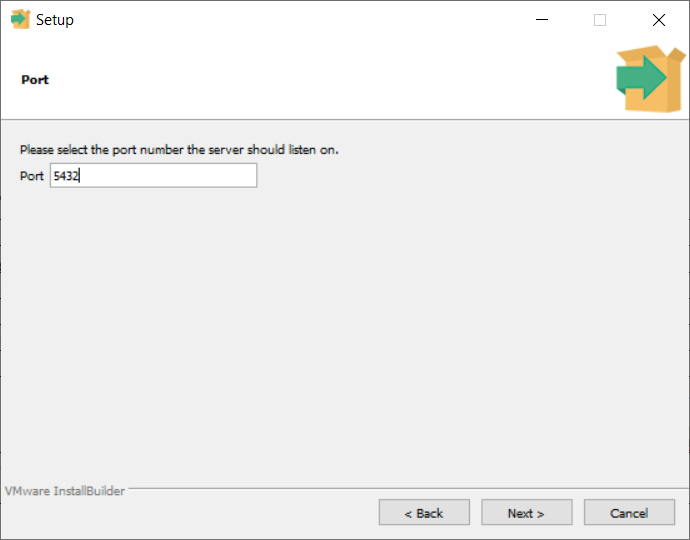 Setup
Port
Please select the port number the server should listen on.
Port 5432
VMware InstallBuilder
< Back Next > Cancel